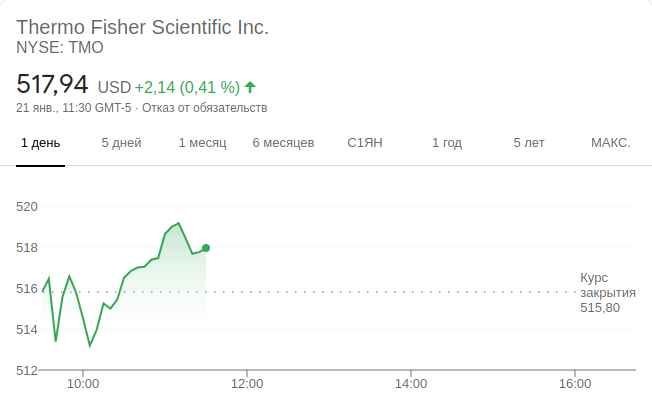 Thermo Fisher Scientific Inc.
NYSE: TMO
517,94 USD +2,14 (0,41 %)
21 янв., 11:30 GMT-5 · Отказ от обязательств
1 день 5 дней 1 месяц 6 месяцев С1ЯН 1 год 5 лет МАКС.
520
518
516
514
512
Курс
закрытия
515,80
10:00 12:00 14:00 16:00